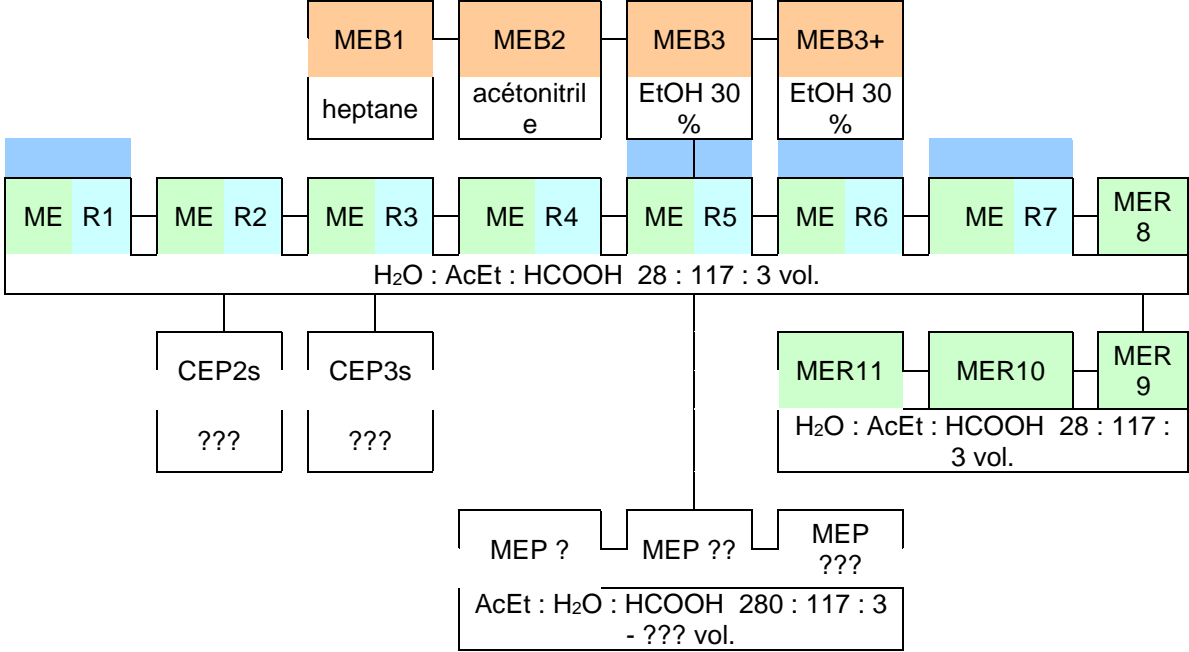 MEB1 MEB2 MEB3 MEB3+
heptane acétonitril EtOH 30 EtOH 30
e % %
ME R1 ME R2 ME R3 ME R4 ME R5 ME R6 ME R7 MER
8
H₂O : AcEt : HCOOH 28 : 117 : 3 vol.
CEP2s CEP3s MER11 MER10 MER
9
??? ???
H₂O : AcEt : HCOOH 28 : 117 :
3 vol.
MEP ? MEP ?? MEP
???
AcEt : H₂O : HCOOH 280 : 117 : 3
- ??? vol.